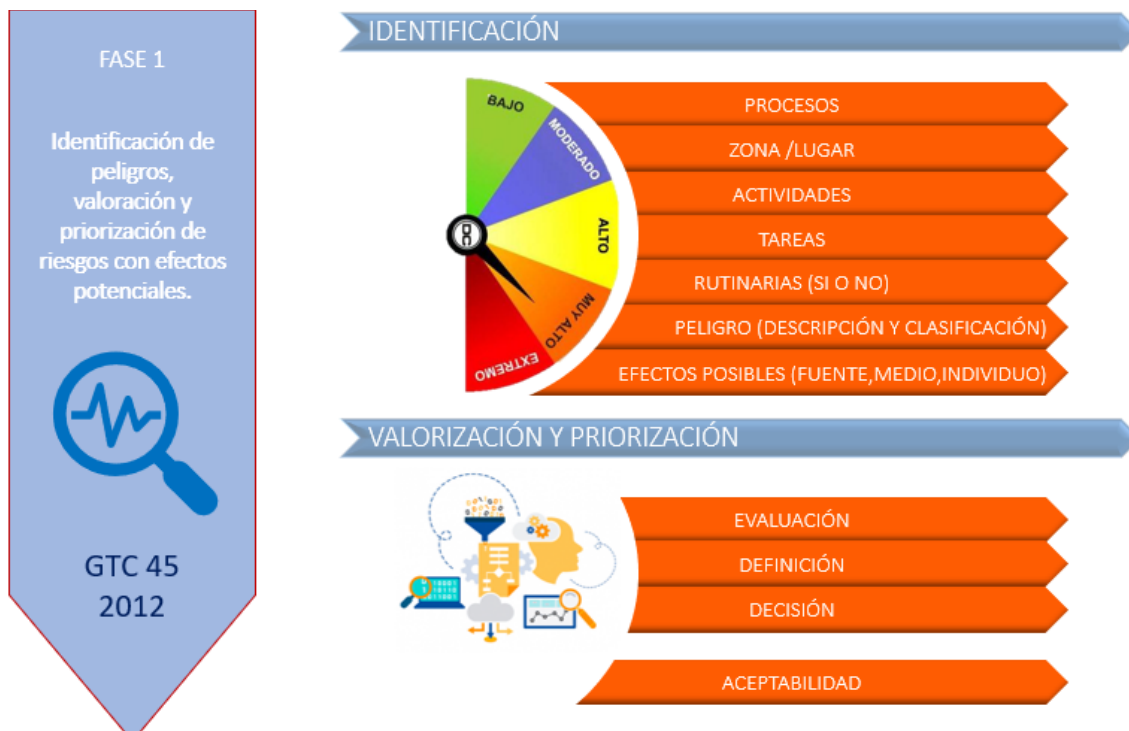 FASE 1
Identificación de
peligros,
valoración y
priorización de
riesgos con efectos
potenciales.
GTC 45
2012
IDENTIFICACIÓN
BAJO
MODERADO
ALTO
MUY ALTO
EXTREMO
PROCESOS
ZONA /LUGAR
ACTIVIDADES
TAREAS
RUTINARIAS (SI O NO)
PELIGRO (DESCRIPCIÓN Y CLASIFICACIÓN)
EFECTOS POSIBLES (FUENTE,MEDIO,INDIVIDUO)
VALORIZACIÓN Y PRIORIZACIÓN
EVALUACIÓN
DEFINICIÓN
DECISIÓN
ACEPTABILIDAD